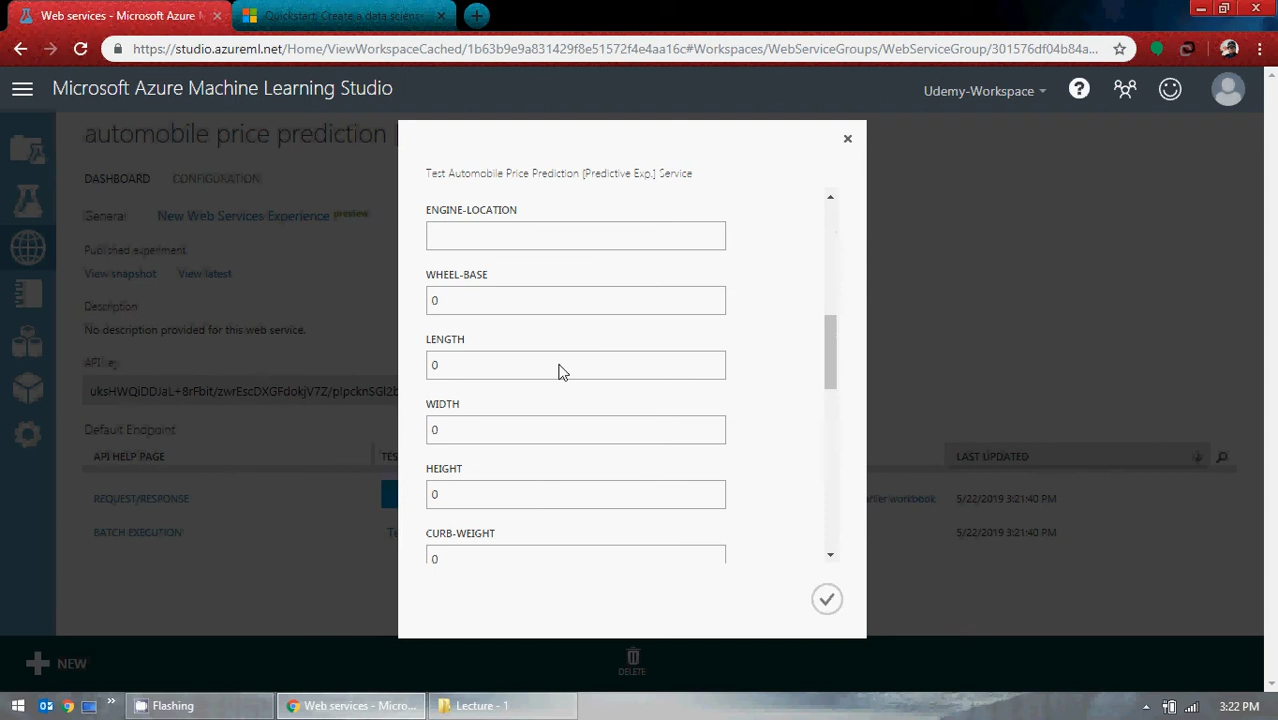 Web services - Microsoft Azure M
Quickstart: Create a data scienc
https://studio.azureml.net/Home/ViewWorkspaceCached/1b63b9e9a831429f8e51572f4e4aa16c#Workspaces/WebServiceGroups/WebServiceGroup/301576df04b84a...
Microsoft Azure Machine Learning Studio
Udemy-Workspace
automobile price prediction
DASHBOARD CONFIGURATION
General New Web Services Experience preview
Published experiment
View snapshot View latest
Description
No description provided for this web service.
API key
Default Endpoint
API HELP PAGE
LAST UPDATED
REQUEST/RESPONSE
earlier workbook 5/22/2019 3:21:40 PM
BATCH EXECUTION
5/22/2019 3:21:40 PM
Test Automobile Price Prediction [Predictive Exp.] Service
ENGINE-LOCATION
WHEEL-BASE
0
LENGTH
0
WIDTH
0
HEIGHT
0
CURB-WEIGHT
0
NEW
DELETE
Flashing
Web services - Micro...
Lecture - 1
3:22 PM